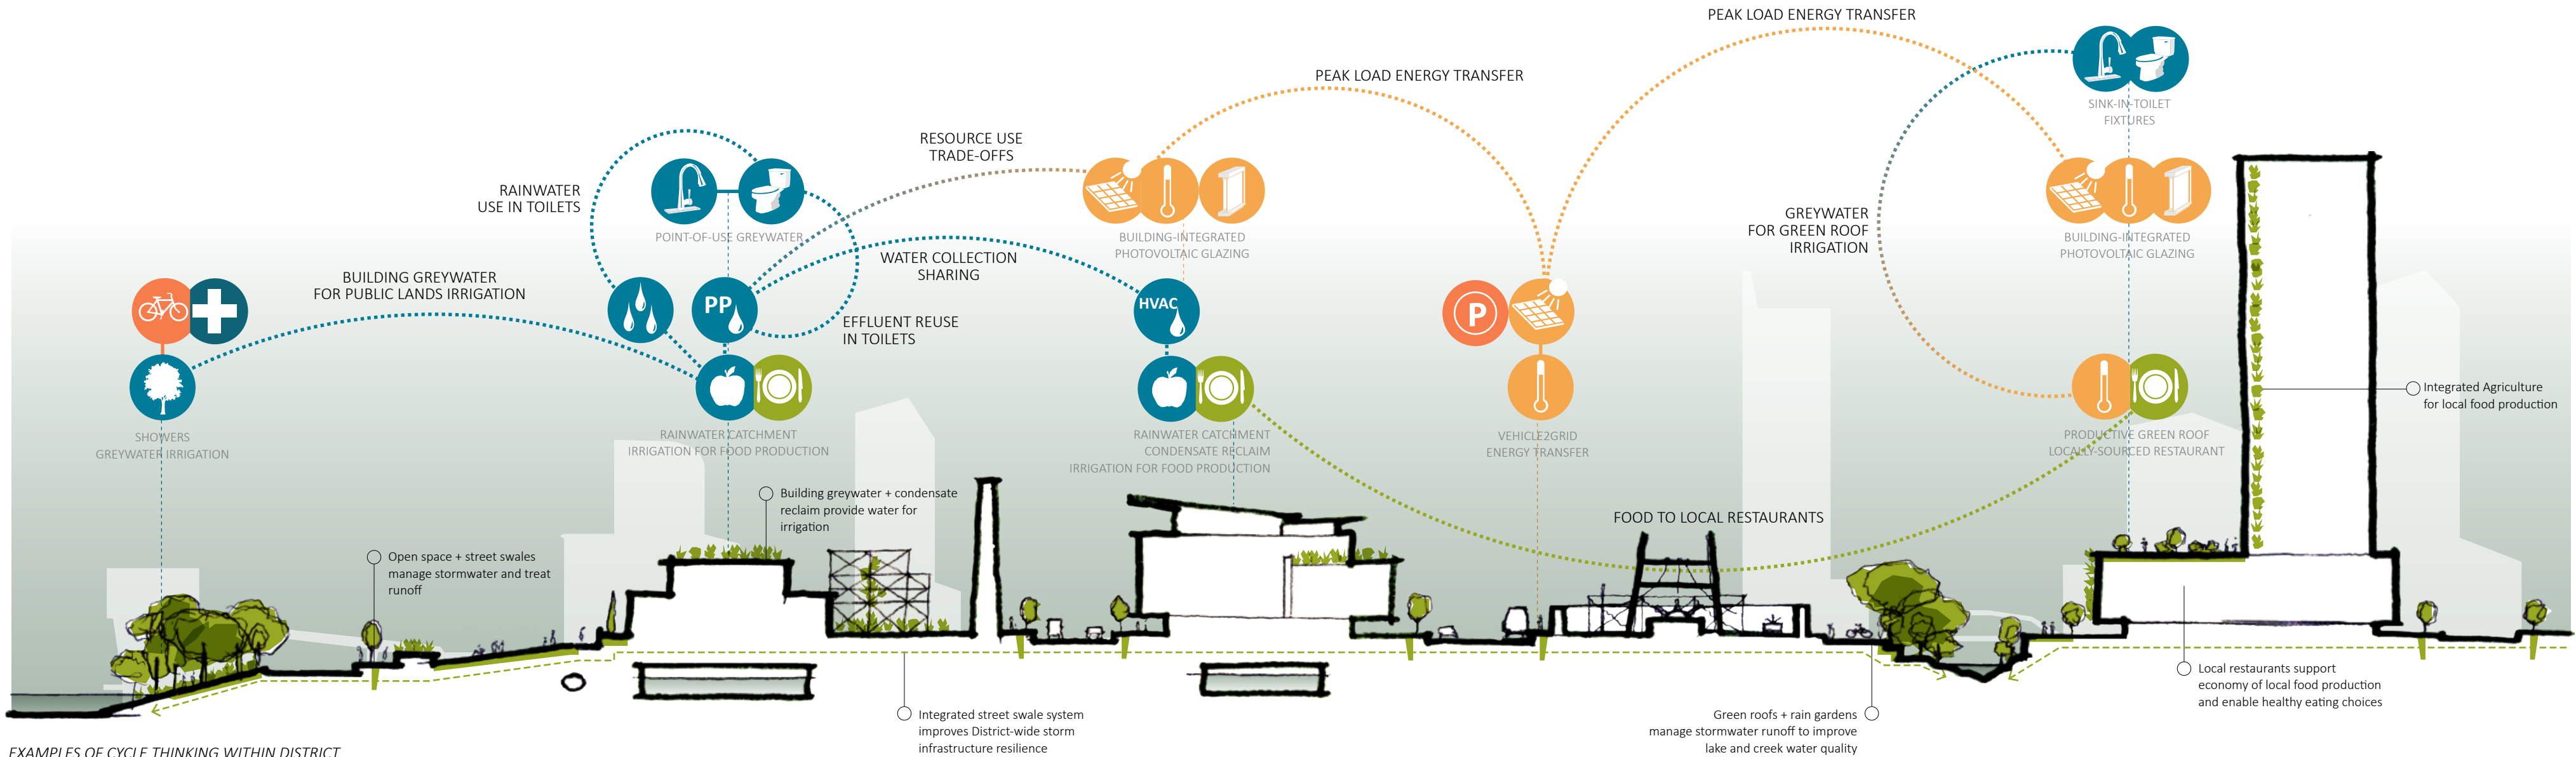 PEAK LOAD ENERGY TRANSFER
PEAK LOAD ENERGY TRANSFER
SINK-IN-TOILET
FIXTURES
RESOURCE USE
TRADE-OFFS
RAINWATER
USE IN TOILETS
POINT-OF-USE GREYWATER
BUILDING-INTEGRATED
PHOTOVOLTAIC GLAZING
GREYWATER
FOR GREEN ROOF
IRRIGATION
BUILDING-INTEGRATED
PHOTOVOLTAIC GLAZING
WATER COLLECTION
SHARING
BUILDING GREYWATER
FOR PUBLIC LANDS IRRIGATION
PP
HVAC
P
EFFLUENT REUSE
IN TOILETS
SHOWERS
GREYWATER IRRIGATION
RAINWATER CATCHMENT
IRRIGATION FOR FOOD PRODUCTION
RAINWATER CATCHMENT
CONDENSATE RECLAIM
IRRIGATION FOR FOOD PRODUCTION
VEHICLE2GRID
ENERGY TRANSFER
PRODUCTIVE GREEN ROOF
LOCALLY-SOURCED RESTAURANT
Integrated Agriculture
for local food production
Building greywater + condensate
reclaim provide water for
irrigation
FOOD TO LOCAL RESTAURANTS
Open space + street swales
manage stormwater and treat
runoff
Integrated street swale system
improves District-wide storm
infrastructure resilience
Green roofs + rain gardens
manage stormwater runoff to improve
lake and creek water quality
Local restaurants support
economy of local food production
and enable healthy eating choices
EXAMPLES OF CYCLE THINKING WITHIN DISTRICT